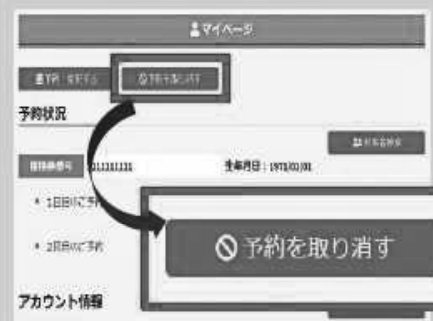 マイページ
予約を取り消す
予約状況
生年月日：1971/01/01
1回目のご予約
2回目のご予約
予約を取り消す
アカウント情報